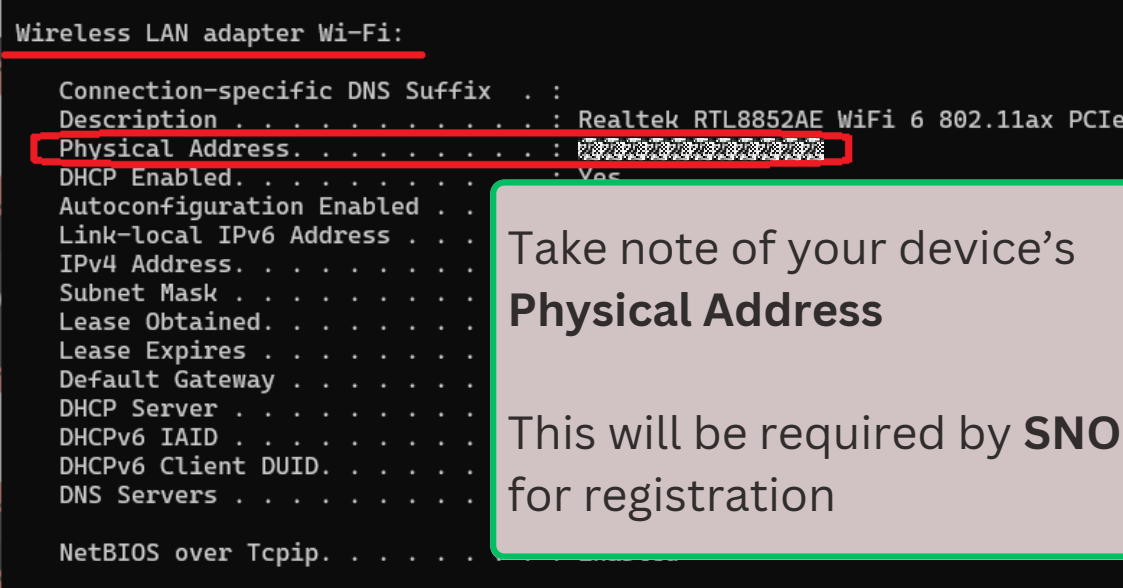 Wireless LAN adapter Wi-Fi:
Connection-specific DNS Suffix . :
Description . . . . . . . . . . . : Realtek RTL8852AE WiFi 6 802.11ax PCIe
Physical Address. . . . . . . . . :
DHCP Enabled. . . . . . . . . . . : Yes
Autoconfiguration Enabled . .
Link-local IPv6 Address . . .
IPv4 Address. . . . . . . . .
Subnet Mask . . . . . . . . .
Lease Obtained. . . . . . . .
Lease Expires . . . . . . . .
Default Gateway . . . . . . .
DHCP Server . . . . . . . . .
DHCPv6 IAID . . . . . . . . .
DHCPv6 Client DUID. . . . . .
DNS Servers . . . . . . . . .
NetBIOS over Tcpip. . . . . . . . :
Take note of your device’s
Physical Address
This will be required by SNO
for registration